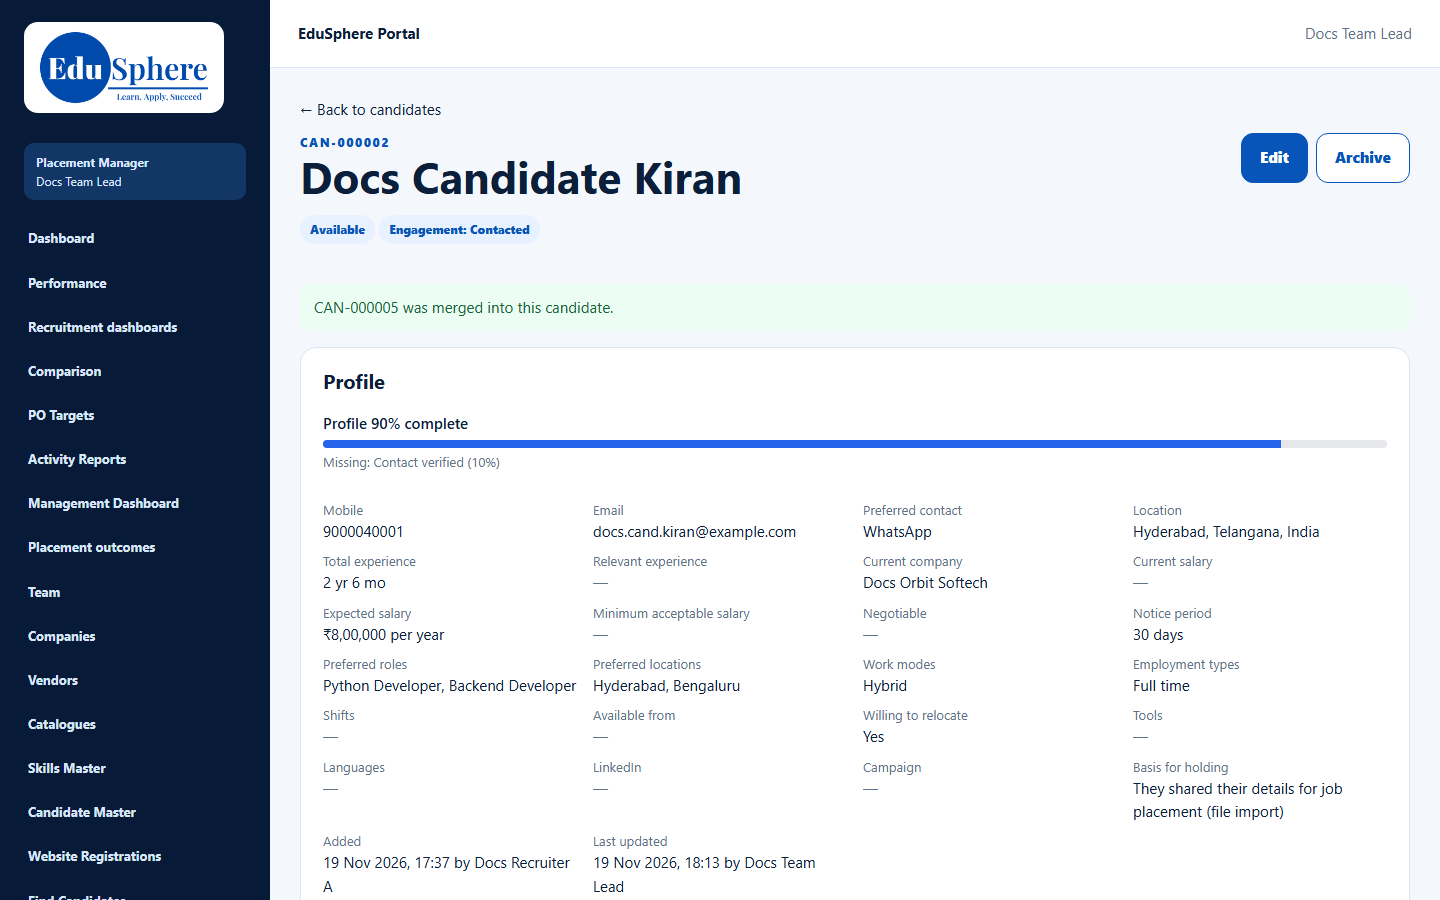 EduSphere
Learn. Apply, Succeed
Placement Manager
Docs Team Lead
Dashboard
Performance
Recruitment dashboards
Comparison
PO Targets
Activity Reports
Management Dashboard
Placement outcomes
Team
Companies
Vendors
Catalogues
Skills Master
Candidate Master
Website Registrations
Find Candidates
EduSphere Portal
Docs Team Lead
← Back to candidates
CAN-000002
Docs Candidate Kiran
Edit
Archive
Available
Engagement: Contacted
CAN-000005 was merged into this candidate.
Profile
Profile 90% complete
Missing: Contact verified (10%)
Mobile
9000040001
Email
docs.cand.kiran@example.com
Preferred contact
WhatsApp
Location
Hyderabad, Telangana, India
Total experience
2 yr 6 mo
Relevant experience
—
Current company
Docs Orbit Softech
Current salary
—
Expected salary
₹8,00,000 per year
Minimum acceptable salary
—
Negotiable
—
Notice period
30 days
Preferred roles
Python Developer, Backend Developer
Preferred locations
Hyderabad, Bengaluru
Work modes
Hybrid
Employment types
Full time
Shifts
—
Available from
—
Willing to relocate
Yes
Tools
—
Languages
—
LinkedIn
—
Campaign
—
Basis for holding
They shared their details for job
placement (file import)
Added
19 Nov 2026, 17:37 by Docs Recruiter
A
Last updated
19 Nov 2026, 18:13 by Docs Team
Lead